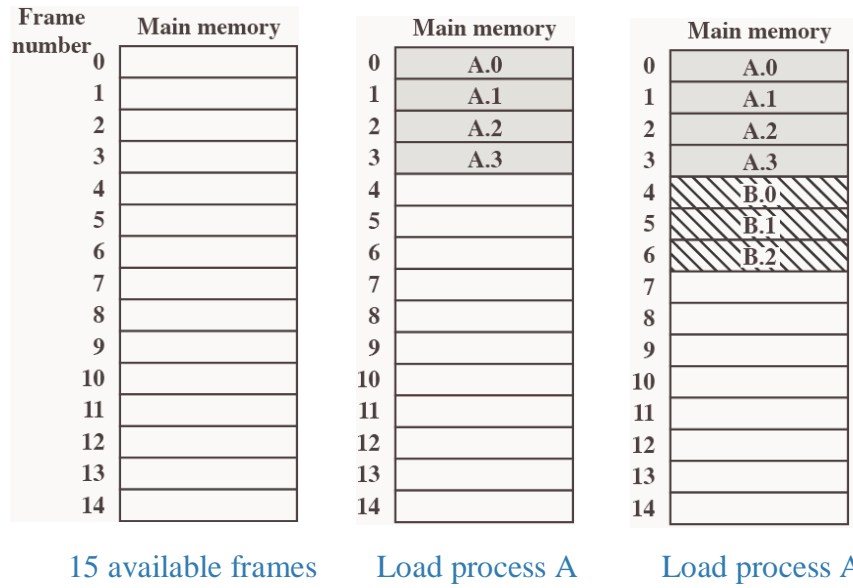 Frame
number
Main memory
0
1
2
3
4
5
6
7
8
9
10
11
12
13
14
15 available frames
Main memory
0 A.0
1 A.1
2 A.2
3 A.3
4
5
6
7
8
9
10
11
12
13
14
Load process A
Main memory
0 A.0
1 A.1
2 A.2
3 A.3
4 B.0
5 B.1
6 B.2
7
8
9
10
11
12
13
14
Load process A